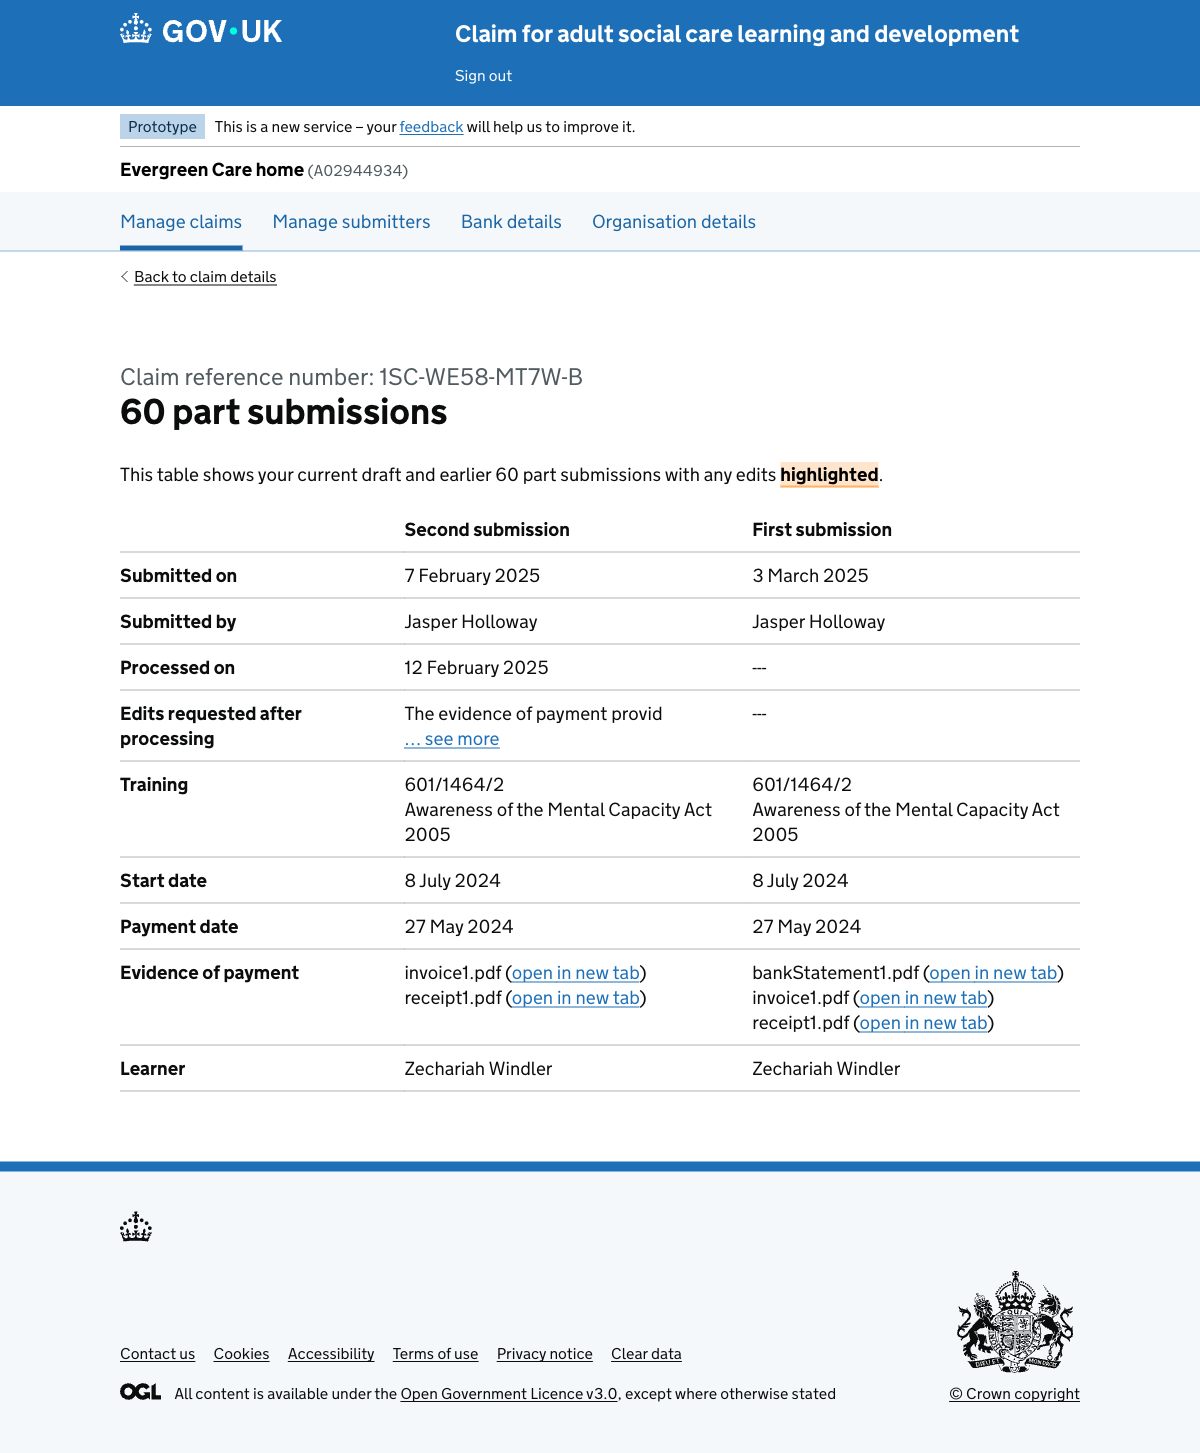 GOV·UK
Claim for adult social care learning and development
Sign out
Prototype This is a new service – your feedback will help us to improve it.
Evergreen Care home (A02944934)
Manage claims Manage submitters Bank details Organisation details
Back to claim details
Claim reference number: 1SC-WE58-MT7W-B
60 part submissions
This table shows your current draft and earlier 60 part submissions with any edits highlighted.
Second submission First submission
Submitted on 7 February 2025 3 March 2025
Submitted by Jasper Holloway Jasper Holloway
Processed on 12 February 2025 ---
Edits requested after The evidence of payment provid ---
processing … see more
Training 601/1464/2 601/1464/2
Awareness of the Mental Capacity Act Awareness of the Mental Capacity Act
2005 2005
Start date 8 July 2024 8 July 2024
Payment date 27 May 2024 27 May 2024
Evidence of payment invoice1.pdf (open in new tab) bankStatement1.pdf (open in new tab)
receipt1.pdf (open in new tab) invoice1.pdf (open in new tab)
receipt1.pdf (open in new tab)
Learner Zechariah Windler Zechariah Windler
Contact us Cookies Accessibility Terms of use Privacy notice Clear data
OGL All content is available under the Open Government Licence v3.0, except where otherwise stated
© Crown copyright